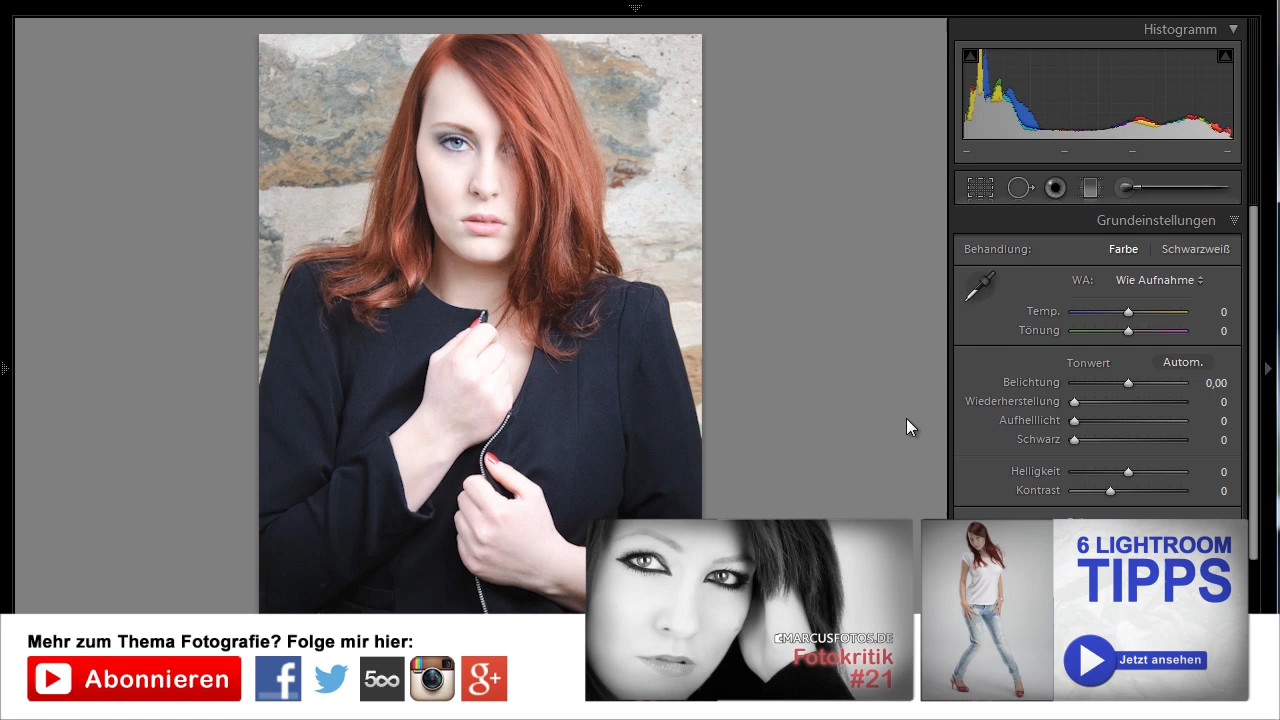 Histogramm
Grundeinstellungen
Behandlung: Farbe Schwarzweiß
WA: Wie Aufnahme
Temp. 0
Tönung 0
Tonwert Autom.
Belichtung 0,00
Wiederherstellung 0
Aufhelllicht 0
Schwarz 0
Helligkeit 0
Kontrast 0
6 LIGHTROOM
TIPPS
Jetzt ansehen
MARCUSFOTOS.DE
Fotokritik
#21
Mehr zum Thema Fotografie? Folge mir hier:
Abonnieren
500
g+